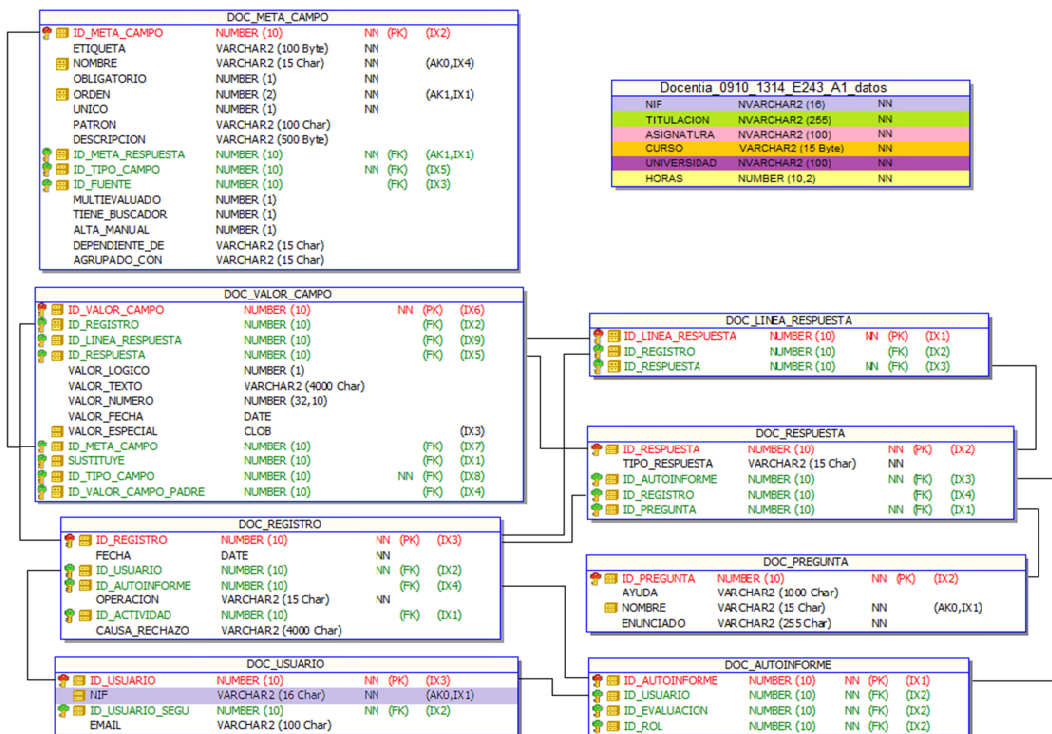 DOC_META_CAMPO
ID_META_CAMPO NUMBER (10) NN (PK) (IX2)
ETIQUETA VARCHAR2 (100 Byte) NN
NOMBRE VARCHAR2 (15 Char) NN (AK0,IX4)
OBLIGATORIO NUMBER (1) NN
ORDEN NUMBER (2) NN (AK1,IX1)
UNICO NUMBER (1) NN
PATRON VARCHAR2 (100 Char)
DESCRIPCION VARCHAR2 (500 Byte)
ID_META_RESPUESTA NUMBER (10) NN (FK) (AK1,IX1)
ID_TIPO_CAMPO NUMBER (10) NN (FK) (IX5)
ID_FUENTE NUMBER (10) (FK) (IX3)
MULTIEVALUADO NUMBER (1)
TIENE_BUSCADOR NUMBER (1)
ALTA_MANUAL NUMBER (1)
DEPENDIENTE_DE VARCHAR2 (15 Char)
AGRUPADO_CON VARCHAR2 (15 Char)
Docentia_0910_1314_E243_A1_datos
NIF NVARCHAR2 (16) NN
TITULACION NVARCHAR2 (255) NN
ASIGNATURA NVARCHAR2 (100) NN
CURSO VARCHAR2 (15 Byte) NN
UNIVERSIDAD NVARCHAR2 (100) NN
HORAS NUMBER (10,2) NN
DOC_VALOR_CAMPO
ID_VALOR_CAMPO NUMBER (10) NN (PK) (IX6)
ID_REGISTRO NUMBER (10) (FK) (IX2)
ID_LINEA_RESPUESTA NUMBER (10) (FK) (IX9)
ID_RESPUESTA NUMBER (10) (FK) (IX5)
VALOR_LOGICO NUMBER (1)
VALOR_TEXTO VARCHAR2 (4000 Char)
VALOR_NUMERO NUMBER (32,10)
VALOR_FECHA DATE
VALOR_ESPECIAL CLOB (IX3)
ID_META_CAMPO NUMBER (10) (FK) (IX7)
SUSTITUYE NUMBER (10) (FK) (IX1)
ID_TIPO_CAMPO NUMBER (10) NN (FK) (IX8)
ID_VALOR_CAMPO_PADRE NUMBER (10) (FK) (IX4)
DOC_LINEA_RESPUESTA
ID_LINEA_RESPUESTA NUMBER (10) NN (PK) (IX1)
ID_REGISTRO NUMBER (10) (FK) (IX2)
ID_RESPUESTA NUMBER (10) NN (FK) (IX3)
DOC_RESPUESTA
ID_RESPUESTA NUMBER (10) NN (PK) (IX2)
TIPO_RESPUESTA VARCHAR2 (15 Char) NN
ID_AUTOINFORME NUMBER (10) NN (FK) (IX3)
ID_REGISTRO NUMBER (10) (FK) (IX4)
ID_PREGUNTA NUMBER (10) NN (FK) (IX1)
DOC_REGISTRO
ID_REGISTRO NUMBER (10) NN (PK) (IX3)
FECHA DATE NN
ID_USUARIO NUMBER (10) NN (FK) (IX2)
ID_AUTOINFORME NUMBER (10) (FK) (IX4)
OPERACION VARCHAR2 (15 Char) NN
ID_ACTIVIDAD NUMBER (10) (FK) (IX1)
CAUSA_RECHAZO VARCHAR2 (4000 Char)
DOC_PREGUNTA
ID_PREGUNTA NUMBER (10) NN (PK) (IX2)
AYUDA VARCHAR2 (1000 Char)
NOMBRE VARCHAR2 (15 Char) NN (AK0,IX1)
ENUNCIADO VARCHAR2 (255 Char) NN
DOC_USUARIO
ID_USUARIO NUMBER (10) NN (PK) (IX3)
NIF VARCHAR2 (16 Char) NN (AK0,IX1)
ID_USUARIO_SEGU NUMBER (10) NN (FK) (IX2)
EMAIL VARCHAR2 (100 Char)
DOC_AUTOINFORME
ID_AUTOINFORME NUMBER (10) NN (PK) (IX1)
ID_USUARIO NUMBER (10) NN (FK) (IX2)
ID_EVALUACION NUMBER (10) NN (FK) (IX2)
ID_ROL NUMBER (10) NN (FK) (IX2)